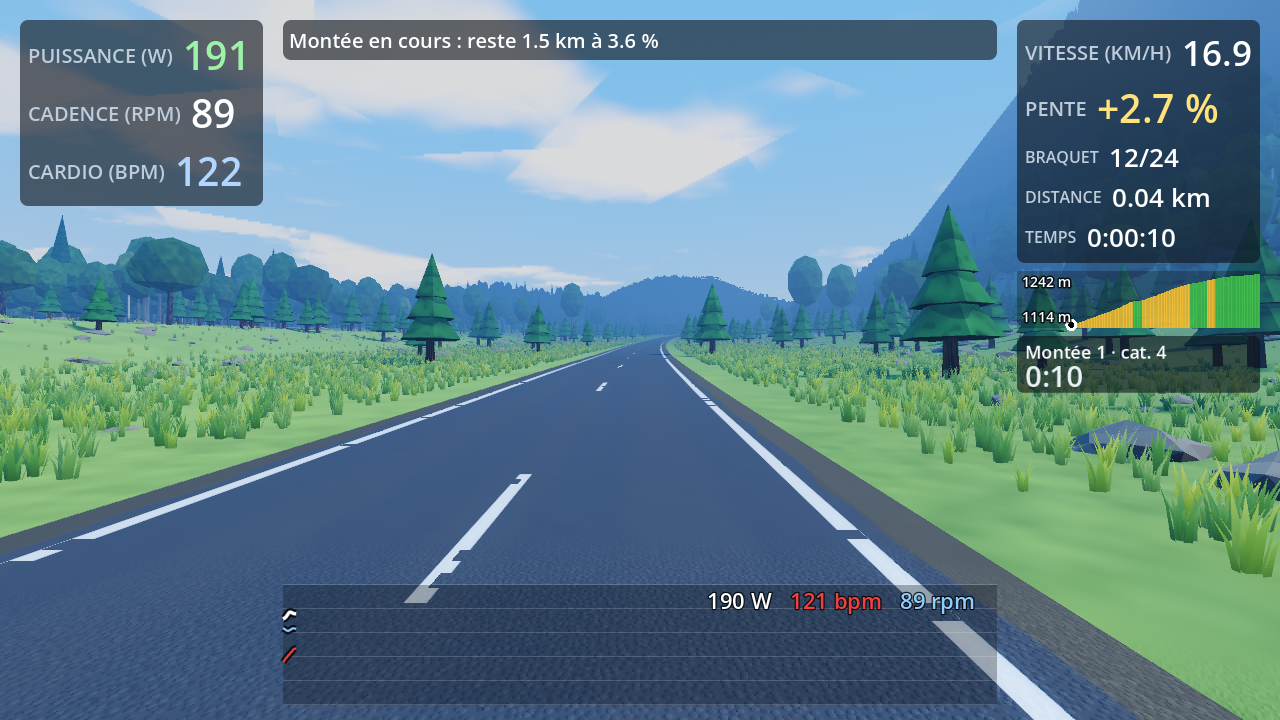 PUISSANCE (W) 191
CADENCE (RPM) 89
CARDIO (BPM) 122
Montée en cours : reste 1.5 km à 3.6 %
VITESSE (KM/H) 16.9
PENTE +2.7 %
BRAQUET 12/24
DISTANCE 0.04 km
TEMPS 0:00:10
1242 m
1114 m
Montée 1 · cat. 4
0:10
190 W 121 bpm 89 rpm